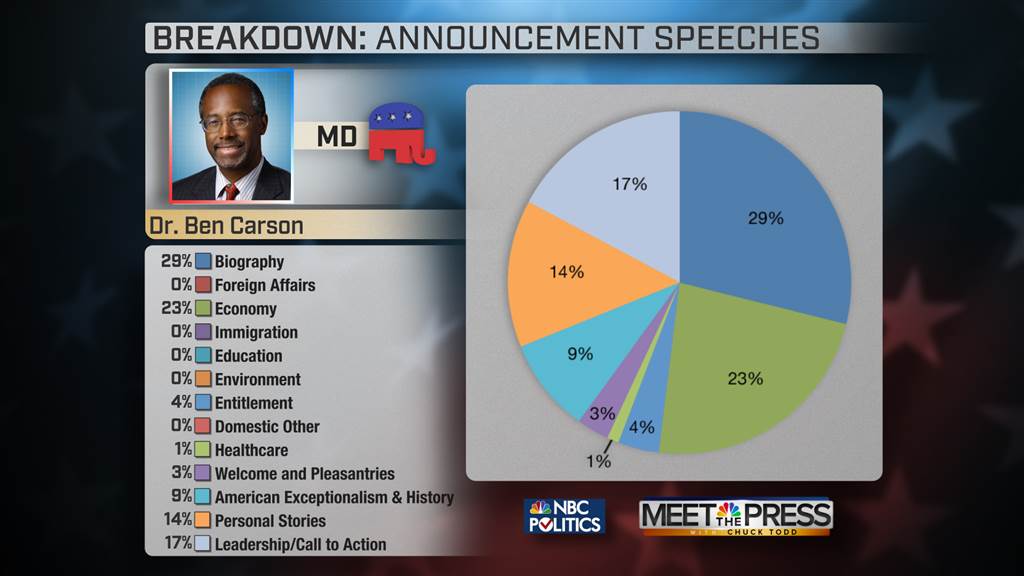 BREAKDOWN: ANNOUNCEMENT SPEECHES
MD
Dr. Ben Carson
29% Biography
0% Foreign Affairs
23% Economy
0% Immigration
0% Education
0% Environment
4% Entitlement
0% Domestic Other
1% Healthcare
3% Welcome and Pleasantries
9% American Exceptionalism & History
14% Personal Stories
17% Leadership/Call to Action
17%
29%
14%
9%
23%
3%
4%
1%
NBC
POLITICS
MEET THE PRESS
WITH CHUCK TODD